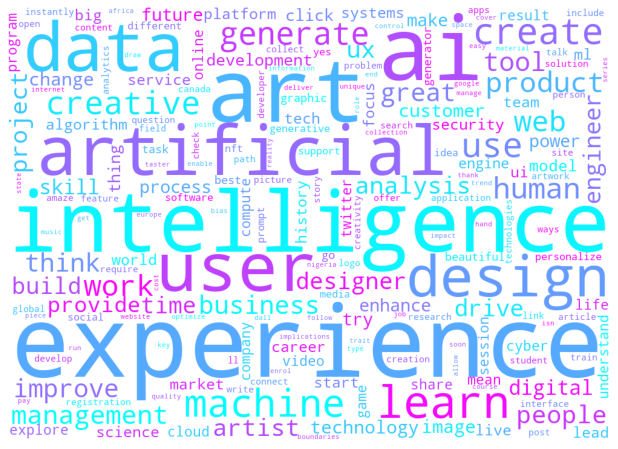 open
instantly
content
big
africa
different
platform
click
systems
apps
cover
series
include
future
make
result
program
internet
data
generate
ux
ai
create
tool
online
development
yes
collect
problem
end
control
space
draw
easy
material
talk
ml
solution
change
analytics
service
information
generator
product
project
creative
canada
graphic
developer
deliver
unique
role
focus
great
google
manage
team
person
algorithm
question
field
check
tech
generative
customer
search
security
collection
web
art
thing
nft
path
support
reality
idea
power
engineer
artificial
use
task
taster
enable
best
picture
story
engine
model
site
artwork
ui
thank
trend
state
skill
process
compute
history
prompt
analysis
human
amaze
feature
software
twitter
offer
application
technologies
intelligence
music
get
europe
bias
creativity
impact
hand
ways
think
world
require
cost
nigeria
go
logo
beautiful
personalize
user
design
build
work
designer
provide
time
business
media
enhance
drive
life
global
piece
social
website
optimize
dall
follow
job
research
link
isn
article
try
experience
understand
run
key
implications
trait
type
session
cyber
develop
ll
company
career
video
creation
soon
allow
student
train
improve
market
start
game
share
mean
digital
pay
registration
quality
write
connect
enrol
course
interface
management
machine
learn
people
explore
science
cloud
artist
boundaries
technology
image
live
post
lead
point